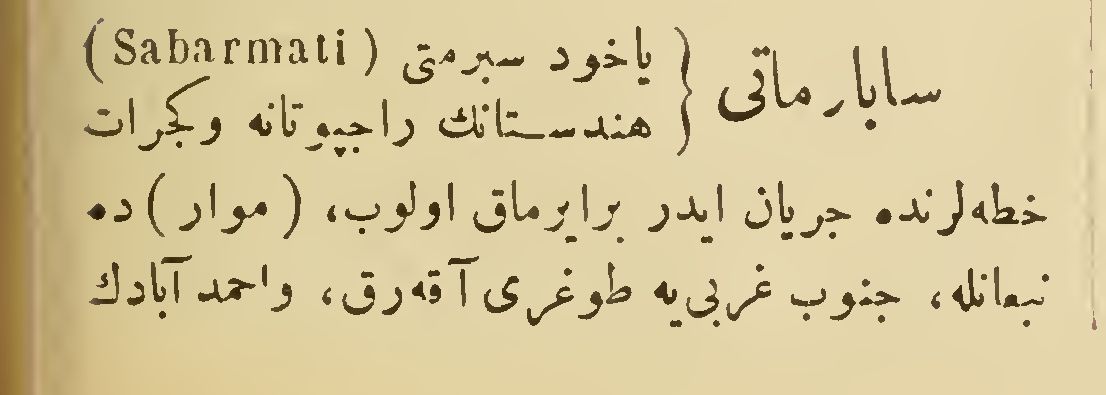 سابارماتی { یاخود سبرمتی ( Sabarmati )
هندستانك راجپوتانه وکجرات
خطه‌لرنده جریان ایدر برایرماق اولوب، ( موار ) ده
نبعانله، جنوب غربی‌یه طوغری آقه‌رق، واحمدآبادك